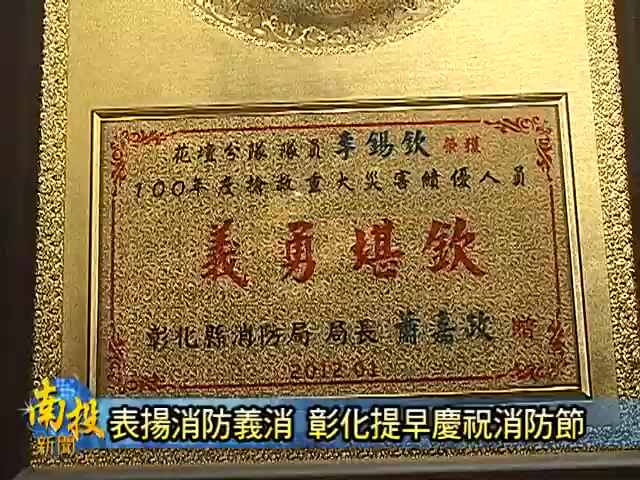 花壇分隊隊員李錫欽榮獲
100年度搶救重大災害績優人員
義勇堪欽
彰化縣消防局局長蕭嘉政贈
2012.01
南投新聞
表揚消防義消 彰化提早慶祝消防節